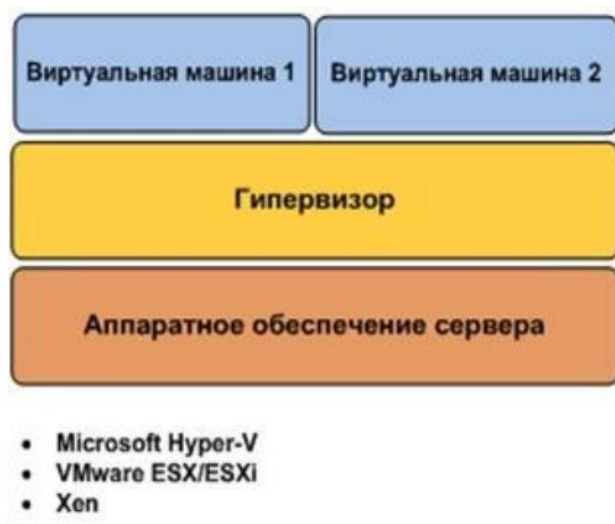 Виртуальная машина 1
Виртуальная машина 2
Гипервизор
Аппаратное обеспечение сервера
• Microsoft Hyper-V
• VMware ESX/ESXi
• Xen